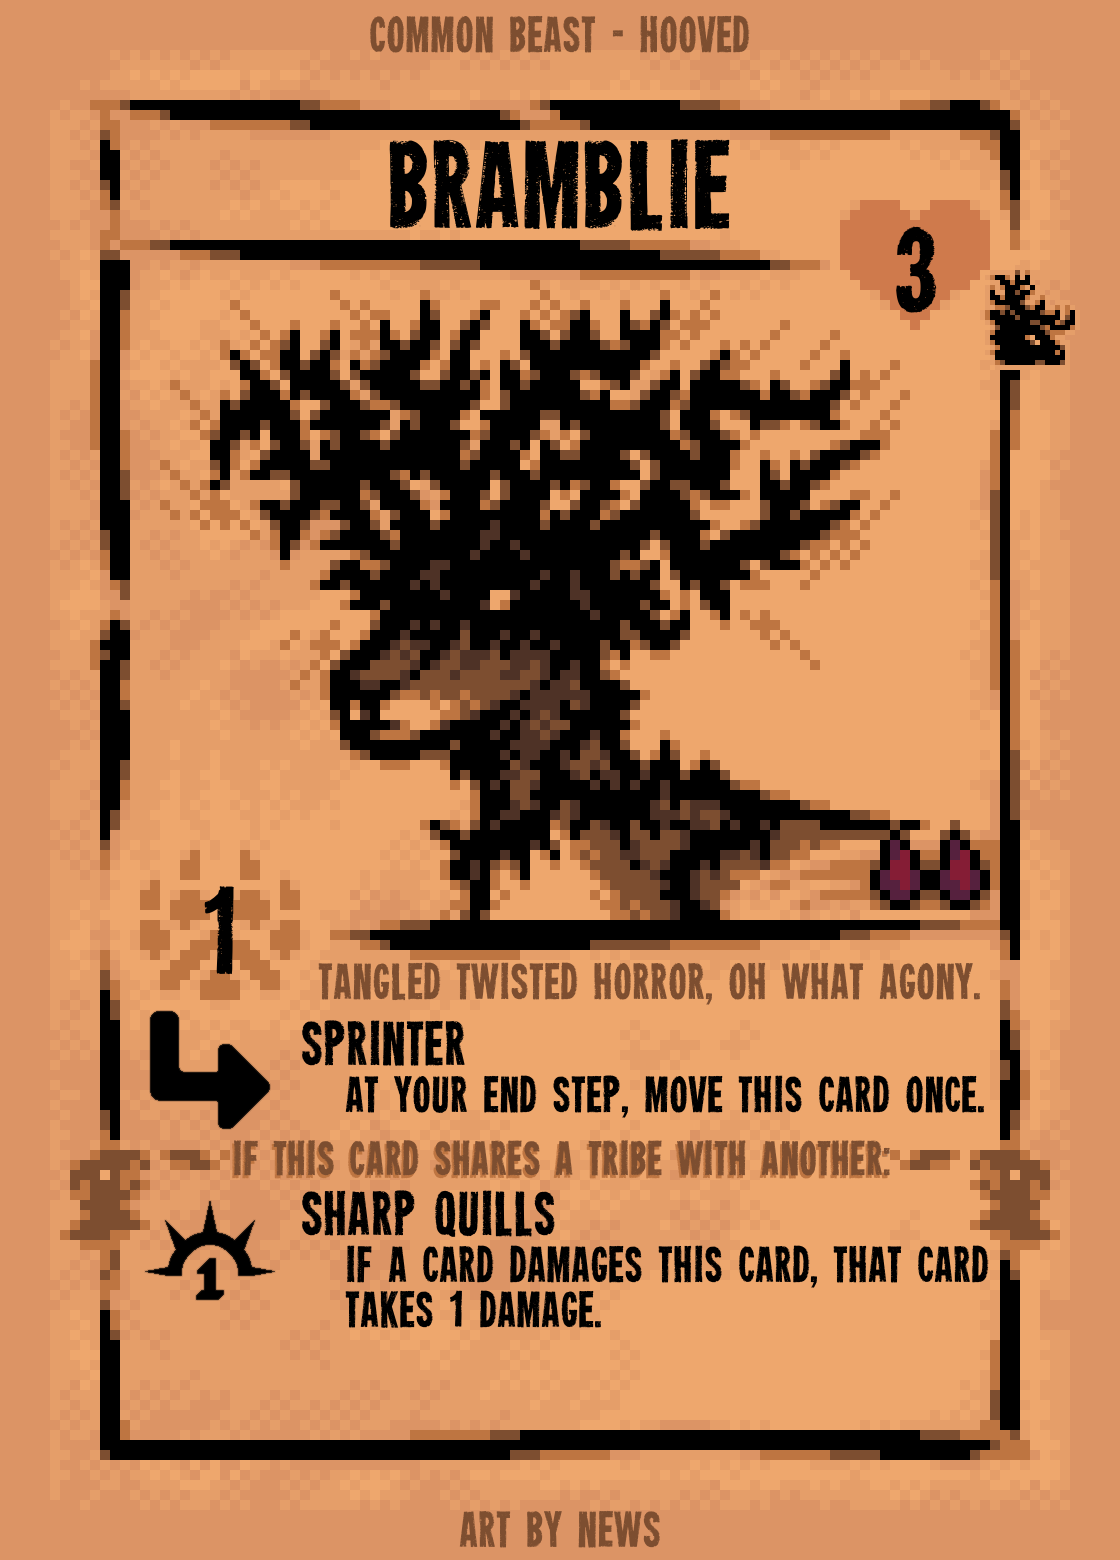 COMMON BEAST - HOOVED
BRAMBLIE
3
1
TANGLED TWISTED HORROR, OH WHAT AGONY.
SPRINTER
AT YOUR END STEP, MOVE THIS CARD ONCE.
IF THIS CARD SHARES A TRIBE WITH ANOTHER:
SHARP QUILLS
1
IF A CARD DAMAGES THIS CARD, THAT CARD
TAKES 1 DAMAGE.
ART BY NEWS